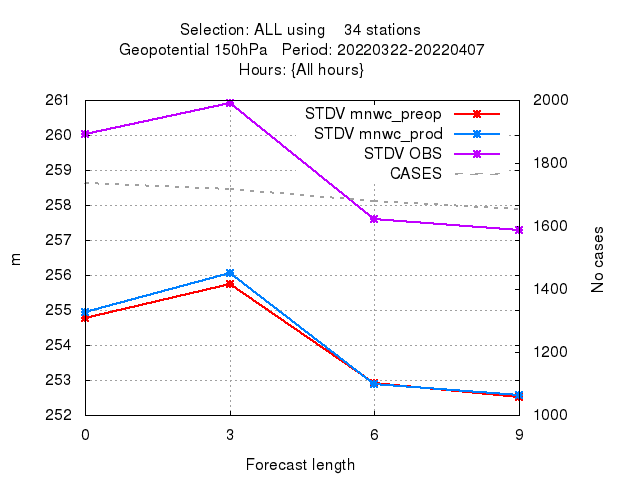 Selection: ALL using    34 stations
Geopotential 150hPa   Period: 20220322-20220407
Hours: {All hours}
261
260
259
258
257
256
255
254
253
252
m
STDV mnwc_preop
STDV mnwc_prod
STDV OBS
CASES
2000
1800
1600
1400
1200
1000
No cases
0 3 6 9
Forecast length